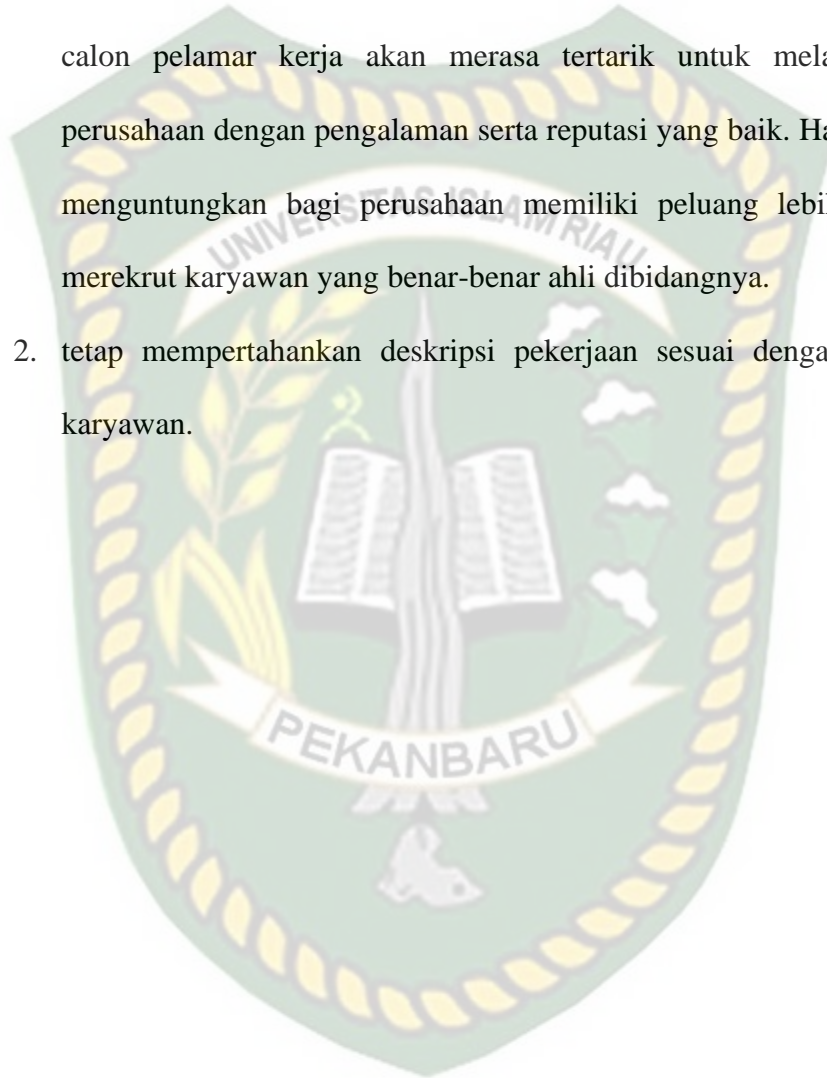 calon pelamar kerja akan merasa tertarik untuk mela
perusahaan dengan pengalaman serta reputasi yang baik. Ha
menguntungkan bagi perusahaan memiliki peluang lebi
merekrut karyawan yang benar-benar ahli dibidangnya.
2. tetap mempertahankan deskripsi pekerjaan sesuai denga
karyawan.
UNIVERSITAS ISLAM RIAU
PEKANBARU